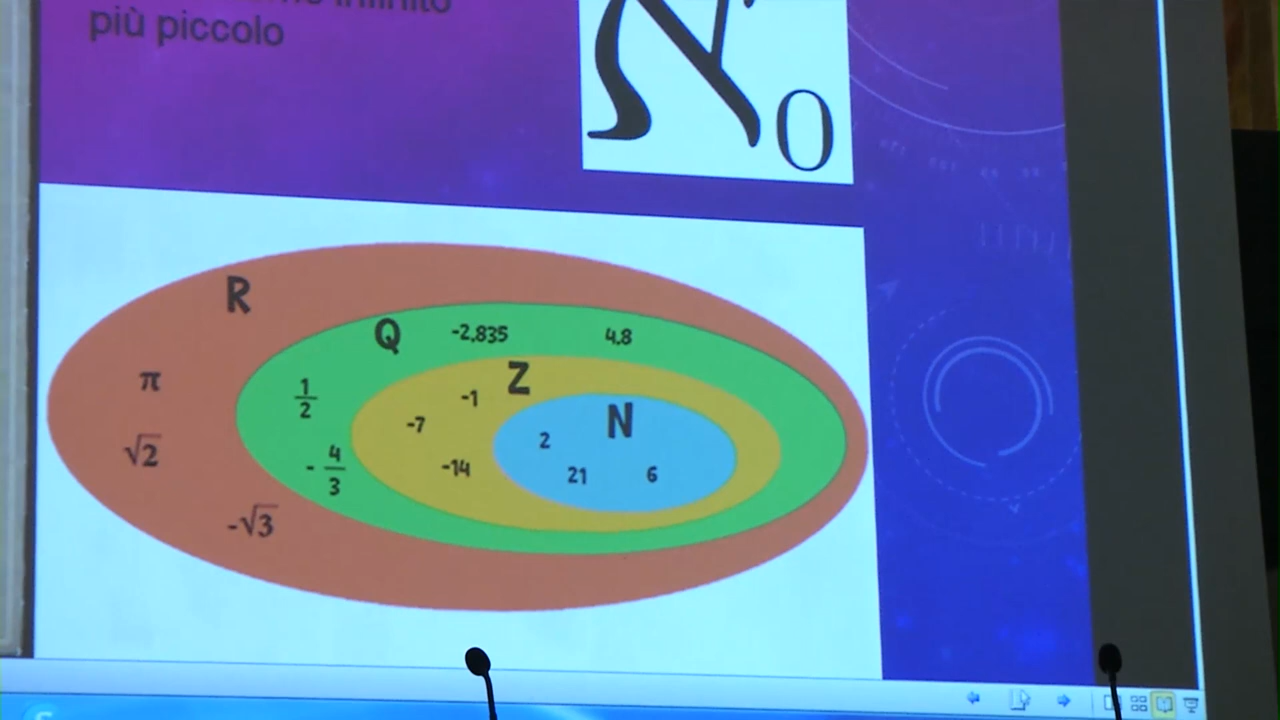 infinito
più piccolo
ℵ0
R
Q -2,835 4,8
Z
N
π
1/2
-1
-7
2
√2
-4/3
-14
21 6
-√3